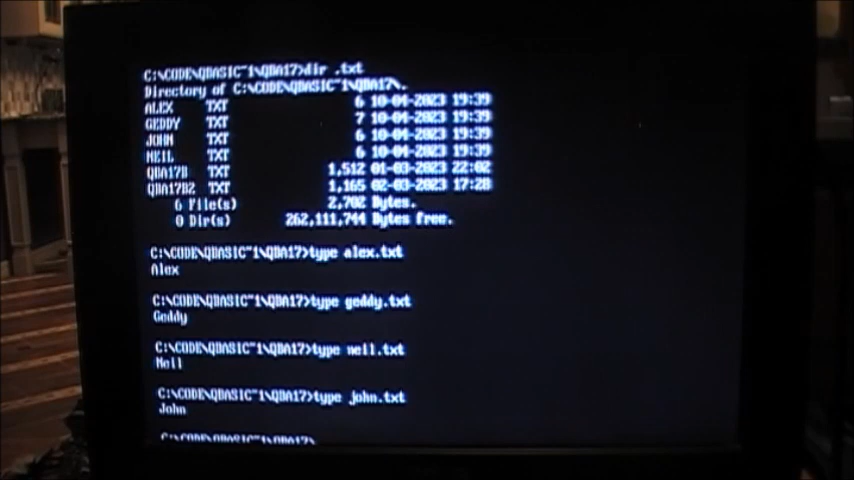 C:\CODE\QBASIC~1\QBA17>dir .txt
Directory of C:\CODE\QBASIC~1\QBA17\.
ALEX TXT 6 10-04-2023 19:39
GEDDY TXT 7 10-04-2023 19:39
JOHN TXT 6 10-04-2023 19:39
NEIL TXT 6 10-04-2023 19:39
QBA17B TXT 1,512 01-03-2023 22:02
QBA17B2 TXT 1,165 02-03-2023 17:28
6 File(s) 2,702 Bytes.
0 Dir(s) 262,111,744 Bytes free.
C:\CODE\QBASIC~1\QBA17>type alex.txt
Alex
C:\CODE\QBASIC~1\QBA17>type geddy.txt
Geddy
C:\CODE\QBASIC~1\QBA17>type neil.txt
Neil
C:\CODE\QBASIC~1\QBA17>type john.txt
John
C:\CODE\QBASIC~1\QBA17\